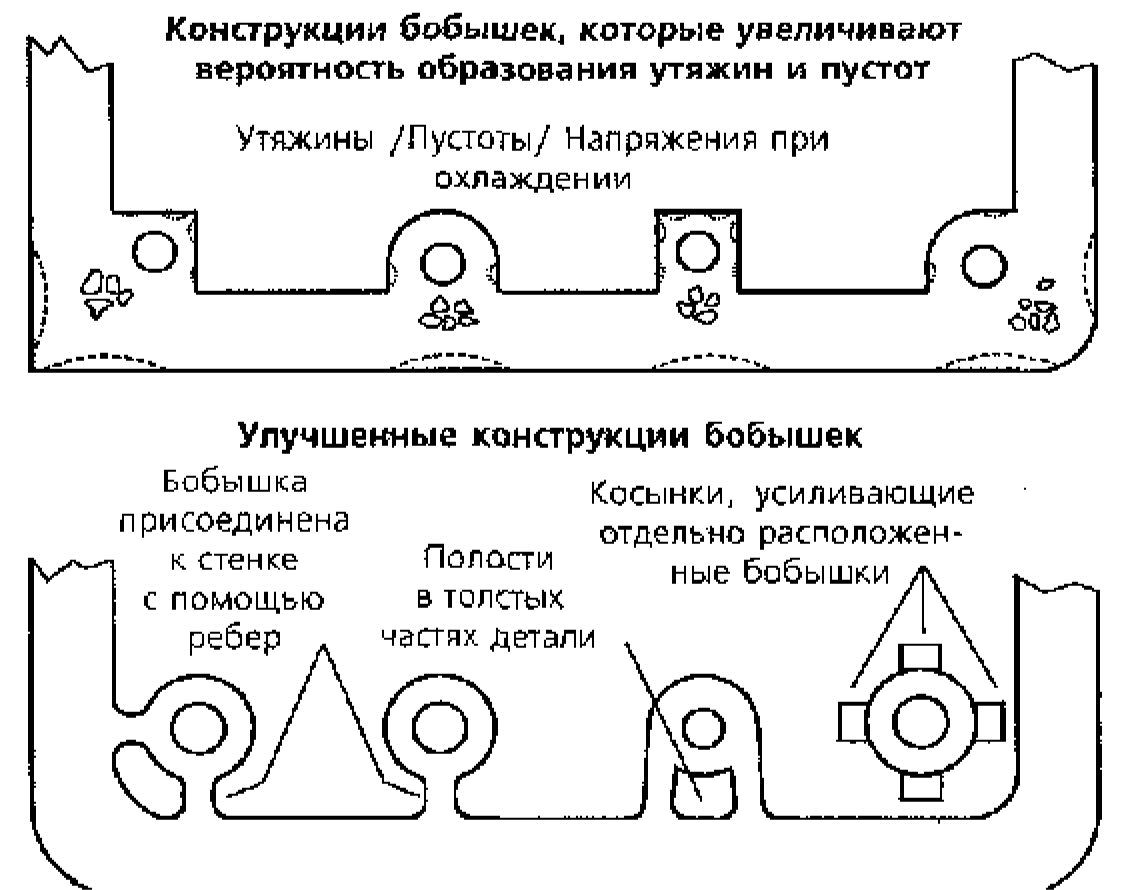 Конструкции бобышек, которые увеличивают
вероятность образования утяжин и пустот
Утяжины /Пустоты/ Напряжения при
охлаждении
Улучшенные конструкции бобышек
Бобышка
присоединена
к стенке
с помощью
ребер
Полости
в толстых
частях детали
Косынки, усиливающие
отдельно расположен-
ные бобышки